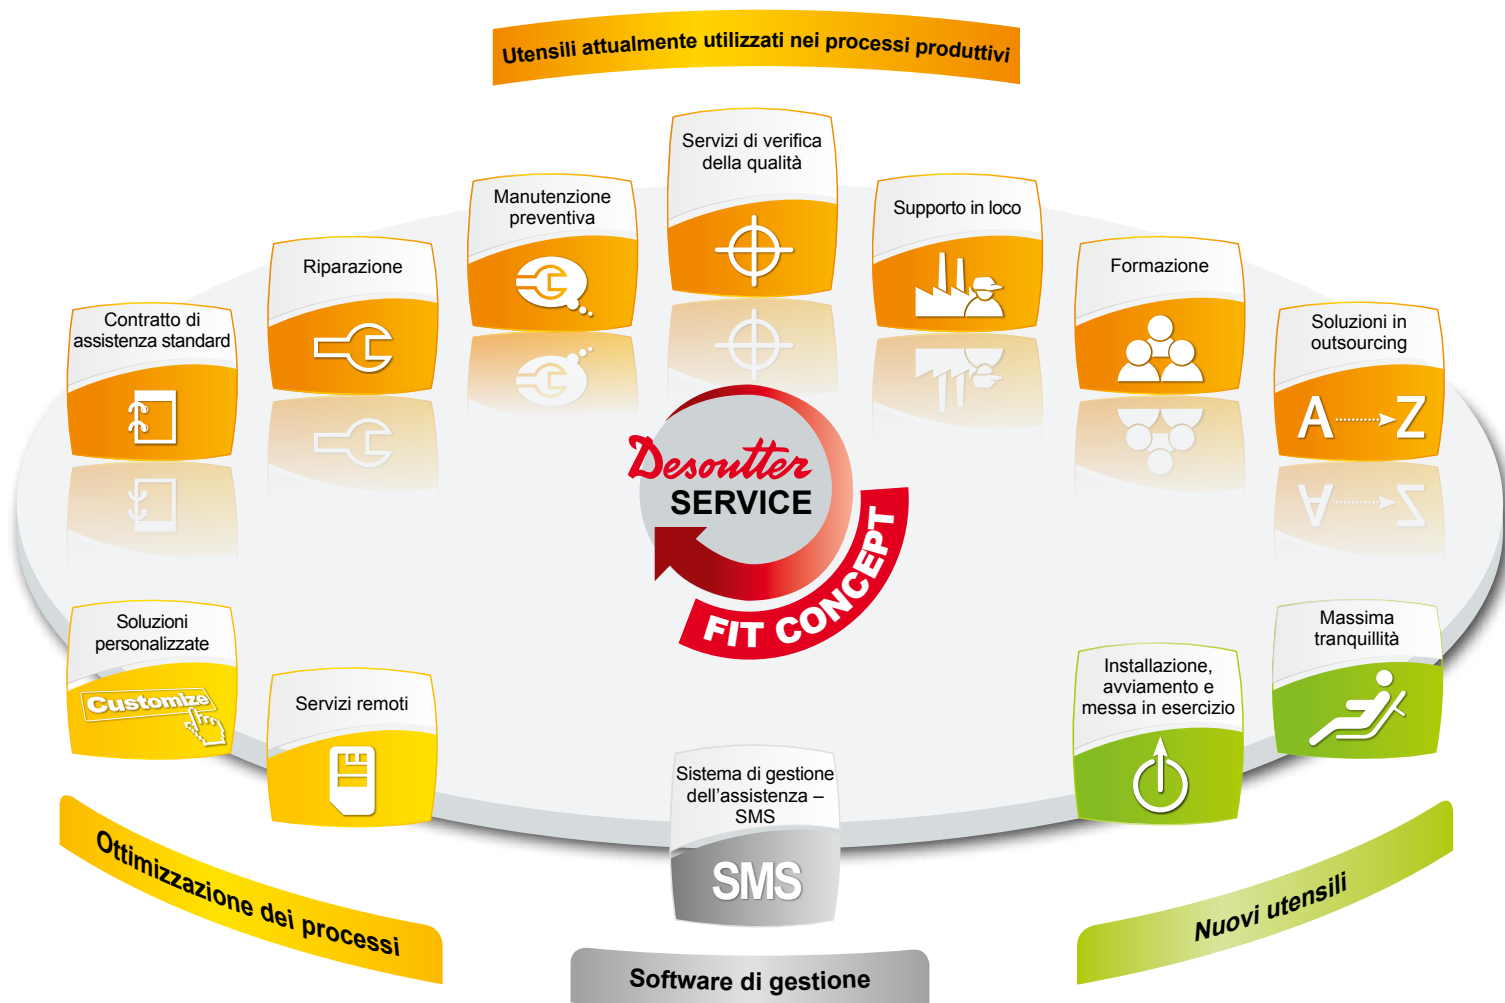 Utensili attualmente utilizzati nei processi produttivi
Servizi di verifica
della qualità
Manutenzione
preventiva
Supporto in loco
Riparazione
Formazione
Contratto di
assistenza standard
Soluzioni in
outsourcing
A Z
Desoutter
SERVICE
FIT CONCEPT
Soluzioni
personalizzate
Customize
Servizi remoti
Massima
tranquillità
Installazione,
avviamento e
messa in esercizio
Sistema di gestione
dell’assistenza –
SMS
SMS
Ottimizzazione dei processi
Nuovi utensili
Software di gestione